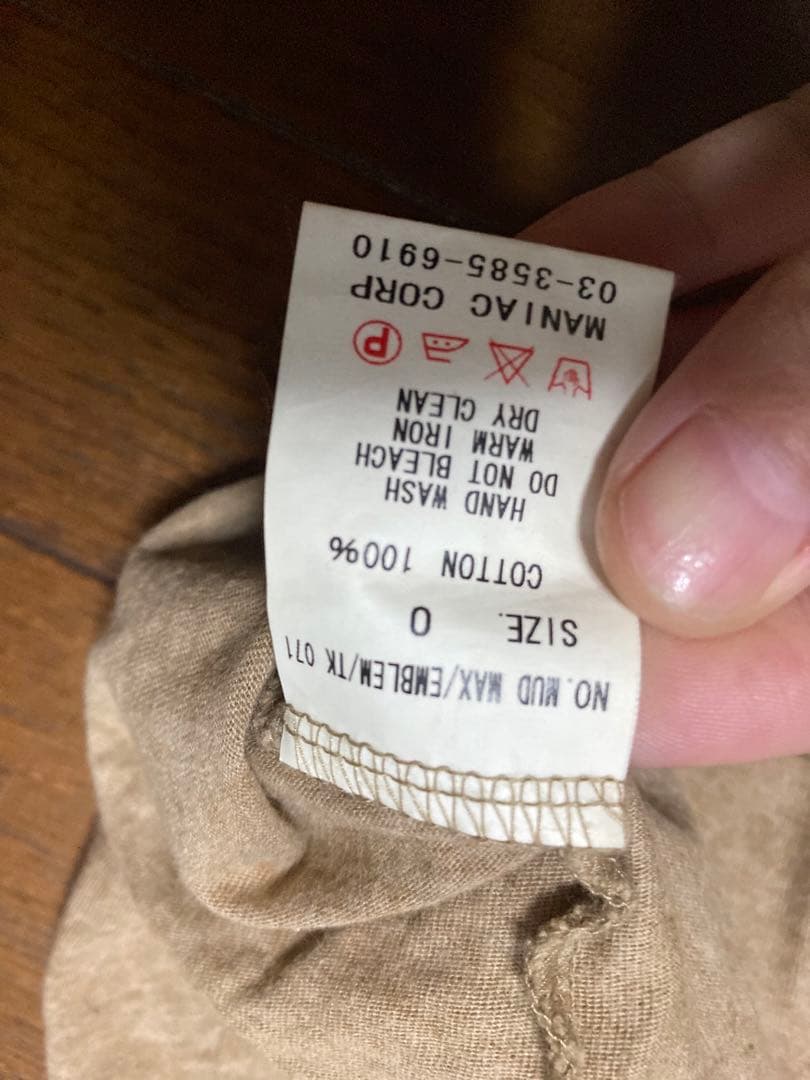 NO.MUD MAX/EMBLEM/TK 071
SIZE. 0
COTTON 100%
HAND WASH
DO NOT BLEACH
WARM IRON
DRY CLEAN
P
MANIAC CORP
03-3585-6910